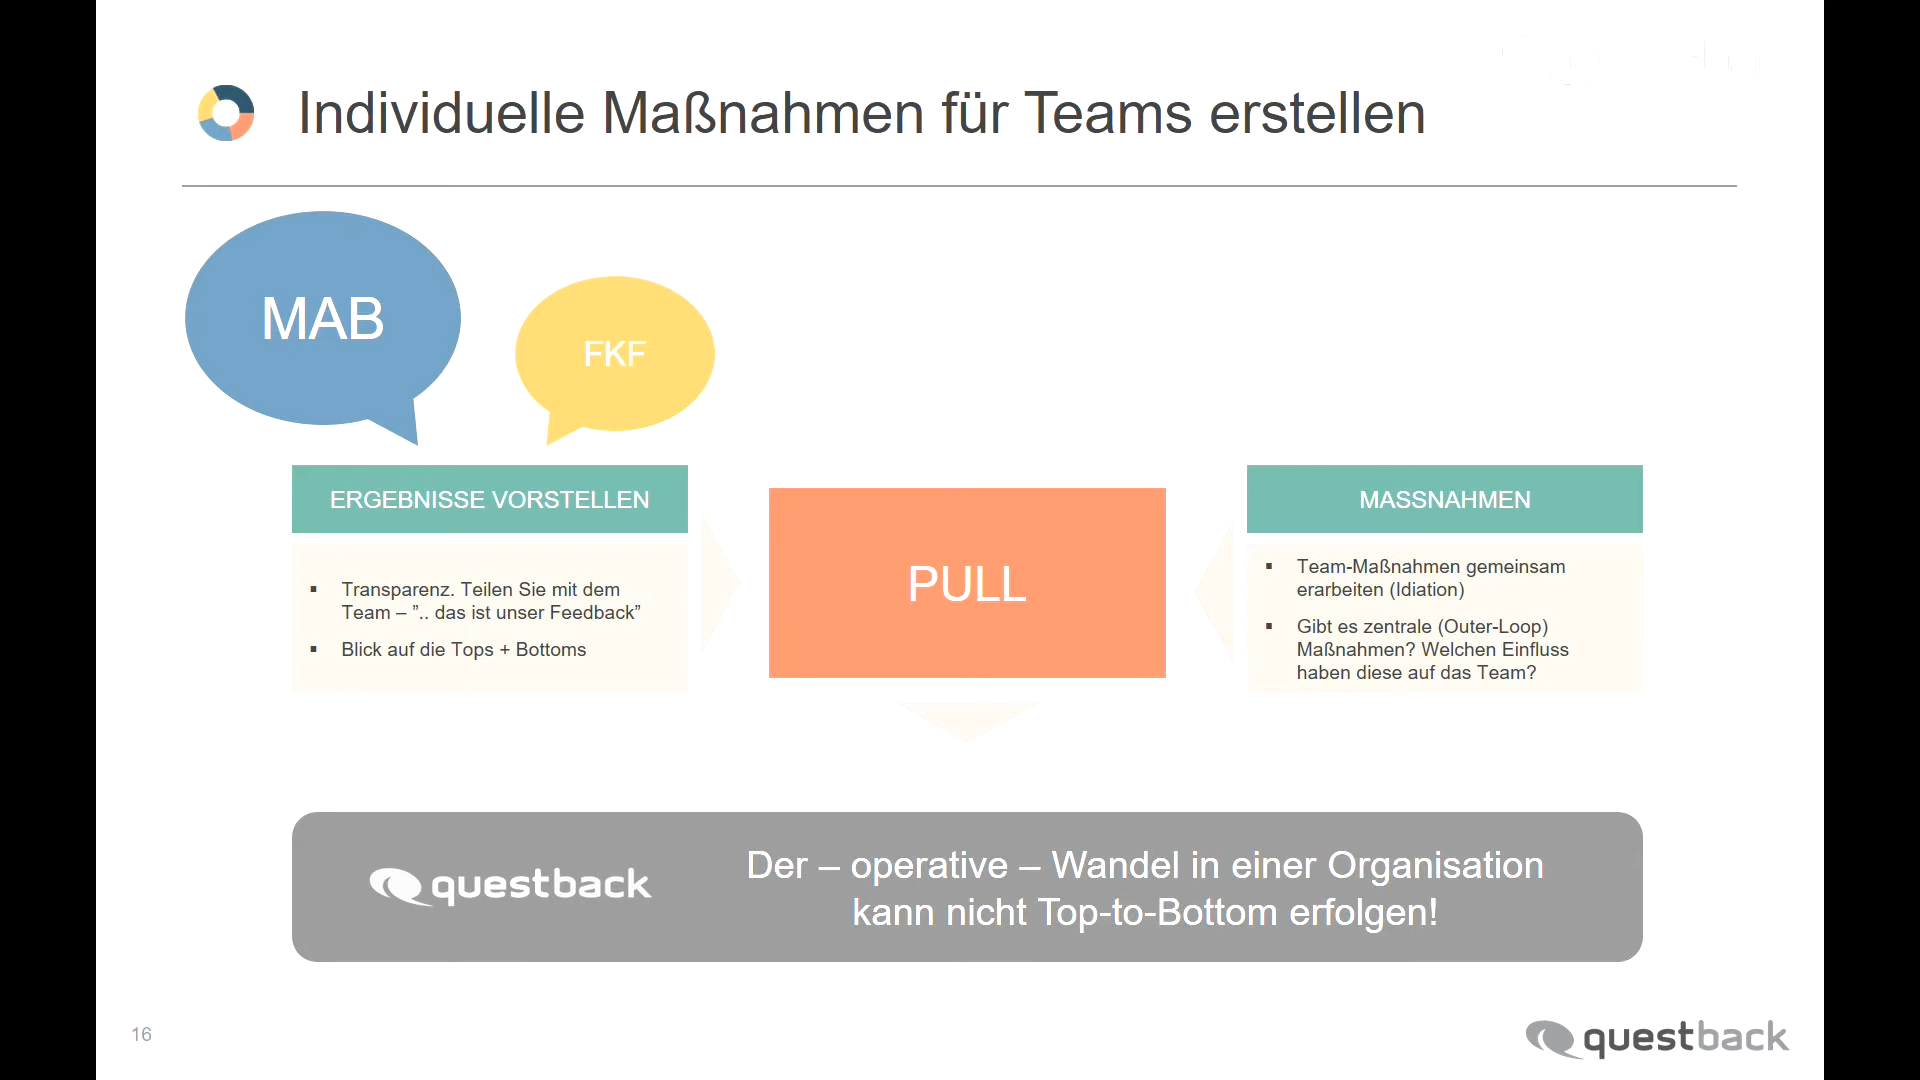 Individuelle Maßnahmen für Teams erstellen
MAB
FKF
ERGEBNISSE VORSTELLEN
▪ Transparenz. Teilen Sie mit dem
Team – ”.. das ist unser Feedback”
▪ Blick auf die Tops + Bottoms
PULL
MASSNAHMEN
▪ Team-Maßnahmen gemeinsam
erarbeiten (Idiation)
▪ Gibt es zentrale (Outer-Loop)
Maßnahmen? Welchen Einfluss
haben diese auf das Team?
questback
Der – operative – Wandel in einer Organisation
kann nicht Top-to-Bottom erfolgen!
16
questback